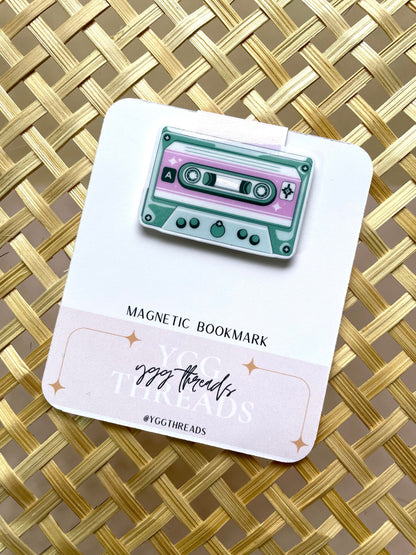 A
MAGNETIC BOOKMARK
YGG
ygg threads
THREADS
@YGGTHREADS